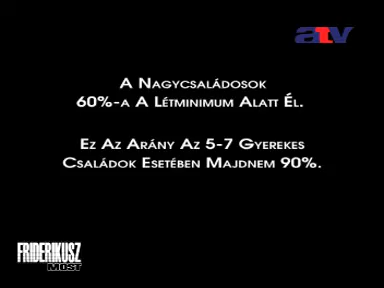 atv
A Nagycsaládosok
60%-a A Létminimum Alatt Él.
Ez Az Arány Az 5-7 Gyerekes
Családok Esetében Majdnem 90%.
FRIDERIKUSZ
MOST